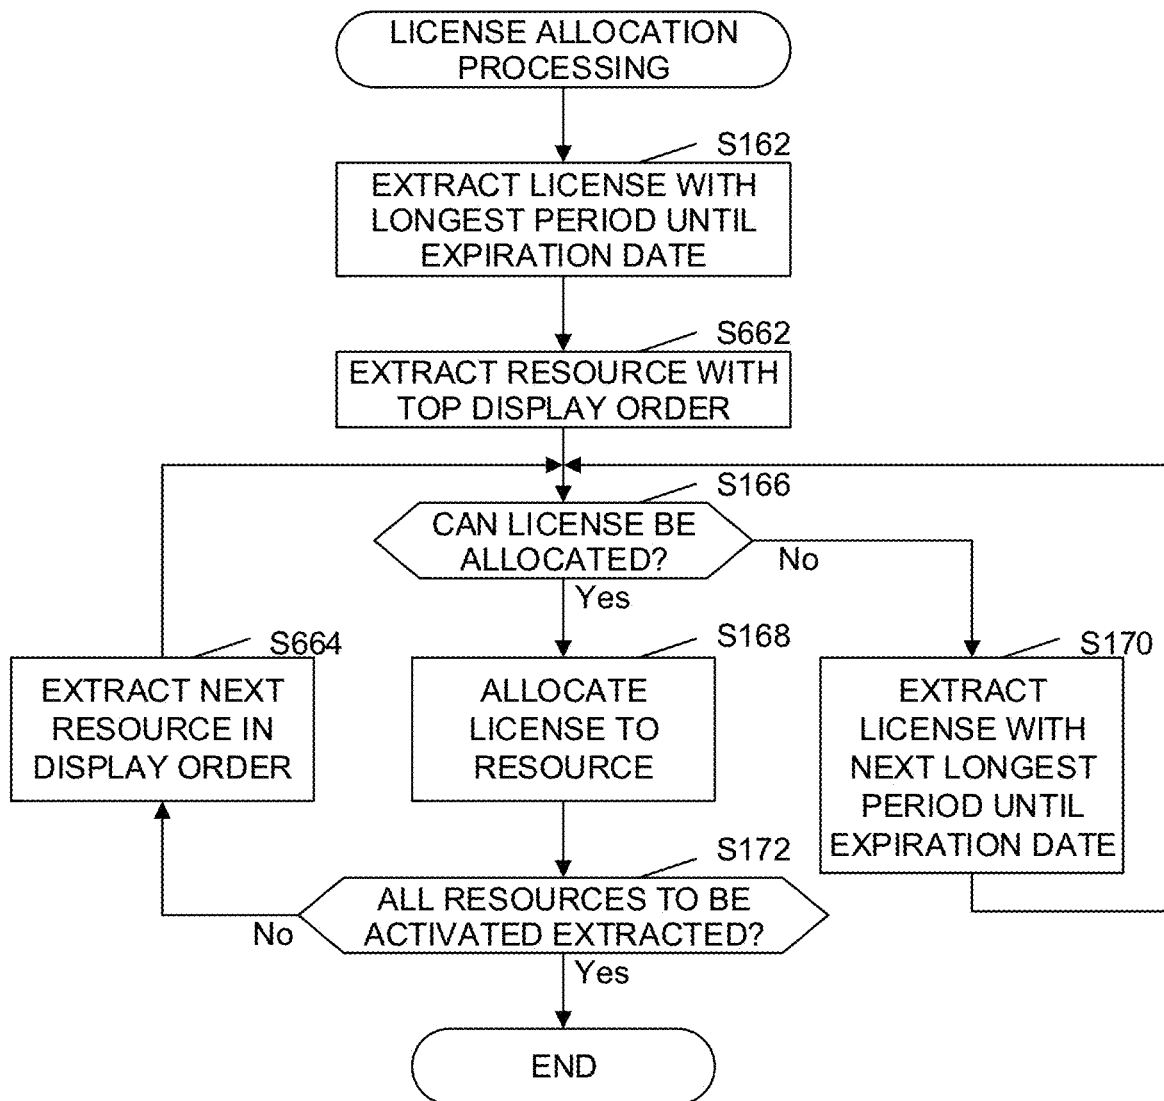 LICENSE ALLOCATION
PROCESSING
S162
EXTRACT LICENSE WITH
LONGEST PERIOD UNTIL
EXPIRATION DATE
S662
EXTRACT RESOURCE WITH
TOP DISPLAY ORDER
S166
CAN LICENSE BE
ALLOCATED?
No
Yes
S664
EXTRACT NEXT
RESOURCE IN
DISPLAY ORDER
S168
ALLOCATE
LICENSE TO
RESOURCE
S170
EXTRACT
LICENSE WITH
NEXT LONGEST
PERIOD UNTIL
EXPIRATION DATE
S172
ALL RESOURCES TO BE
ACTIVATED EXTRACTED?
No
Yes
END